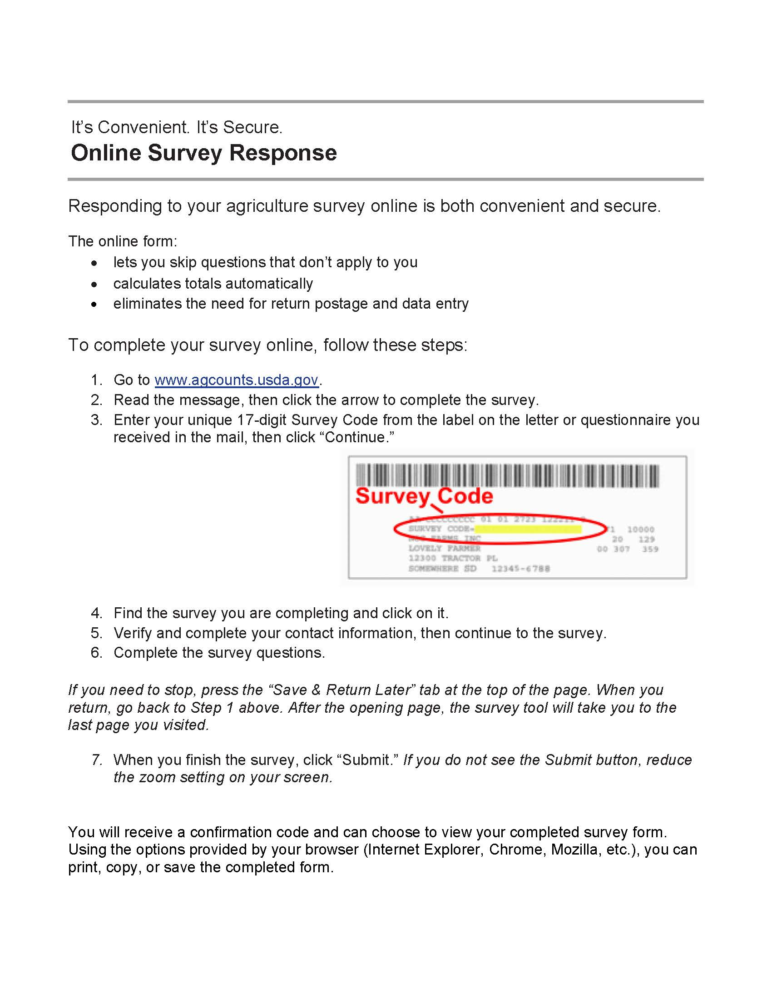 It’s Convenient. It’s Secure.
Online Survey Response
Responding to your agriculture survey online is both convenient and secure.
The online form:
• lets you skip questions that don’t apply to you
• calculates totals automatically
• eliminates the need for return postage and data entry
To complete your survey online, follow these steps:
1. Go to www.agcounts.usda.gov.
2. Read the message, then click the arrow to complete the survey.
3. Enter your unique 17-digit Survey Code from the label on the letter or questionnaire you
received in the mail, then click “Continue.”
Survey Code
01 01 2723
SURVEY CODE- 10000
FARMS INC 20 129
LOVELY FARMER 00 307 359
12300 TRACTOR PL
SOMEWHERE SD 12345-6788
4. Find the survey you are completing and click on it.
5. Verify and complete your contact information, then continue to the survey.
6. Complete the survey questions.
If you need to stop, press the “Save & Return Later” tab at the top of the page. When you
return, go back to Step 1 above. After the opening page, the survey tool will take you to the
last page you visited.
7. When you finish the survey, click “Submit.” If you do not see the Submit button, reduce
the zoom setting on your screen.
You will receive a confirmation code and can choose to view your completed survey form.
Using the options provided by your browser (Internet Explorer, Chrome, Mozilla, etc.), you can
print, copy, or save the completed form.